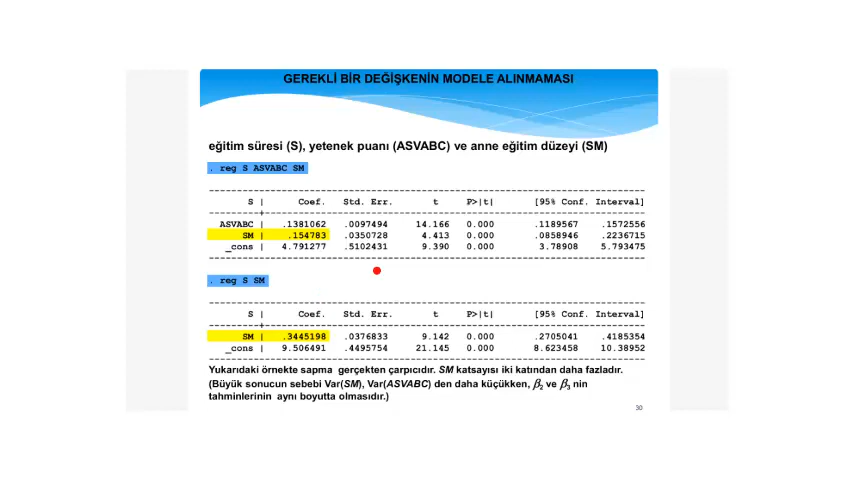 GEREKLİ BİR DEĞİŞKENİN MODELE ALINMAMASI
eğitim süresi (S), yetenek puanı (ASVABC) ve anne eğitim düzeyi (SM)
. reg S ASVABC SM
S | Coef. Std. Err. t P>|t| [95% Conf. Interval]
ASVABC | .1381062 .0097494 14.166 0.000 .1189567 .1572556
SM | .154783 .0350728 4.413 0.000 .0858946 .2236715
_cons | 4.791277 .5102431 9.390 0.000 3.78908 5.793475
. reg S SM
S | Coef. Std. Err. t P>|t| [95% Conf. Interval]
SM | .3445198 .0376833 9.142 0.000 .2705041 .4185354
_cons | 9.506491 .4495754 21.145 0.000 8.623458 10.38952
Yukarıdaki örnekte sapma gerçekten çarpıcıdır. SM katsayısı iki katından daha fazladır.
(Büyük sonucun sebebi Var(SM), Var(ASVABC) den daha küçükken, β2 ve β3 nin
tahminlerinin aynı boyutta olmasıdır.)
30